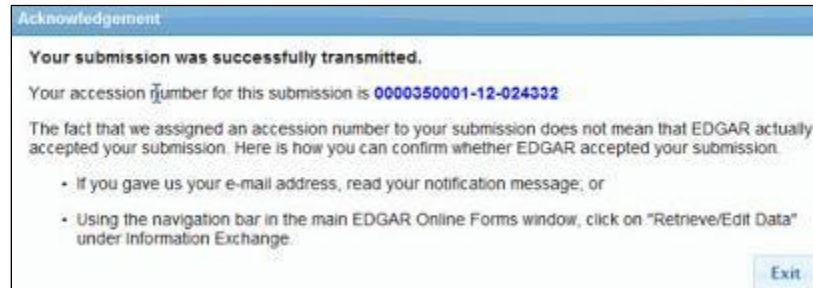 Acknowledgement
Your submission was successfully transmitted.
Your accession number for this submission is 0000350001-12-024332
The fact that we assigned an accession number to your submission does not mean that EDGAR actually
accepted your submission. Here is how you can confirm whether EDGAR accepted your submission.
• If you gave us your e-mail address, read your notification message; or
• Using the navigation bar in the main EDGAR Online Forms window, click on "Retrieve/Edit Data"
under Information Exchange.
Exit